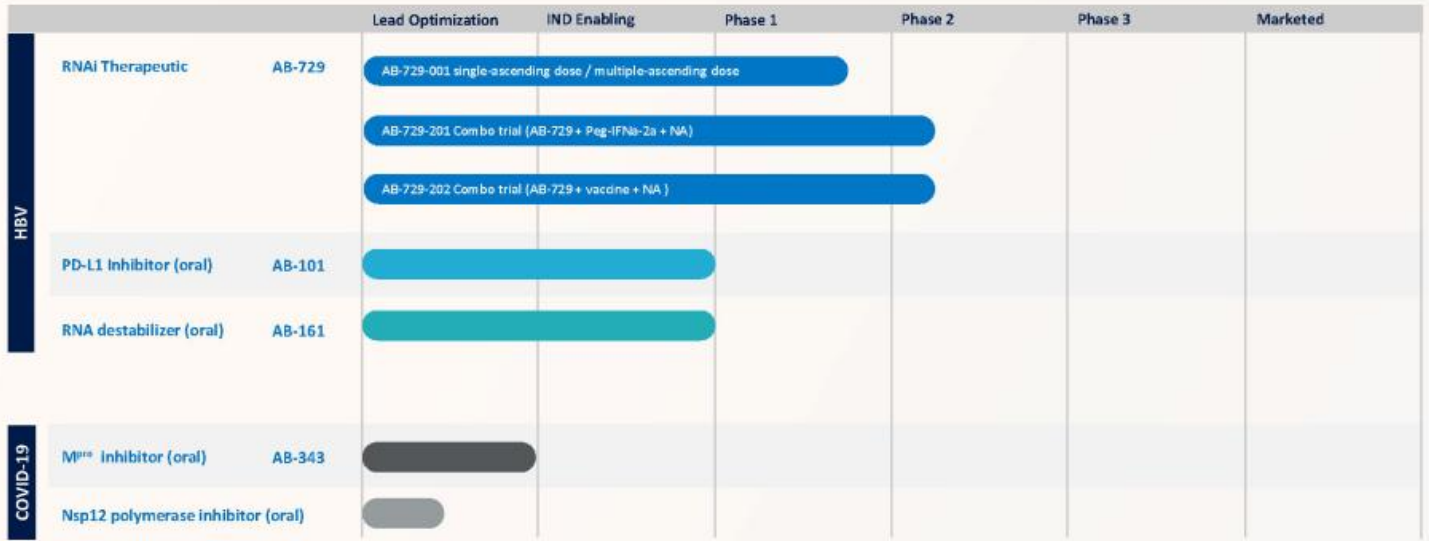 Lead Optimization IND Enabling Phase 1 Phase 2 Phase 3 Marketed
HBV
RNAi Therapeutic AB-729 AB-729-001 single-ascending dose / multiple-ascending dose
AB-729-201 Combo trial (AB-729 + Peg-IFNa-2a + NA)
AB-729-202 Combo trial (AB-729 + vaccine + NA )
PD-L1 Inhibitor (oral) AB-101
RNA destabilizer (oral) AB-161
COVID-19
Mᵖʳᵒ inhibitor (oral) AB-343
Nsp12 polymerase inhibitor (oral)